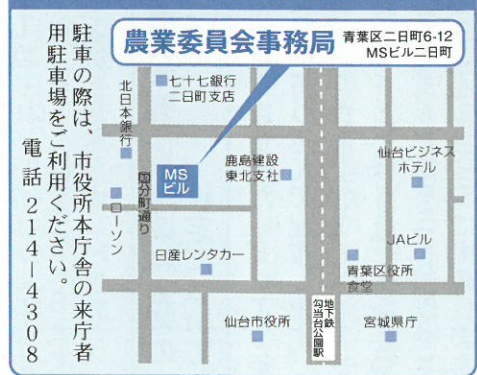 農業委員会事務局
青葉区二日町6-12
MSビル二日町
駐車の際は、市役所本庁舎の来庁者
用駐車場をご利用ください。
電話 214-4308
北日本銀行
七十七銀行
二日町支店
MS
ビル
鹿島建設
東北支社
仙台ビジネス
ホテル
国分町通り
ローソン
日産レンタカー
JAビル
青葉区役所
食堂
仙台市役所
地下鉄
勾当台公園駅
宮城県庁